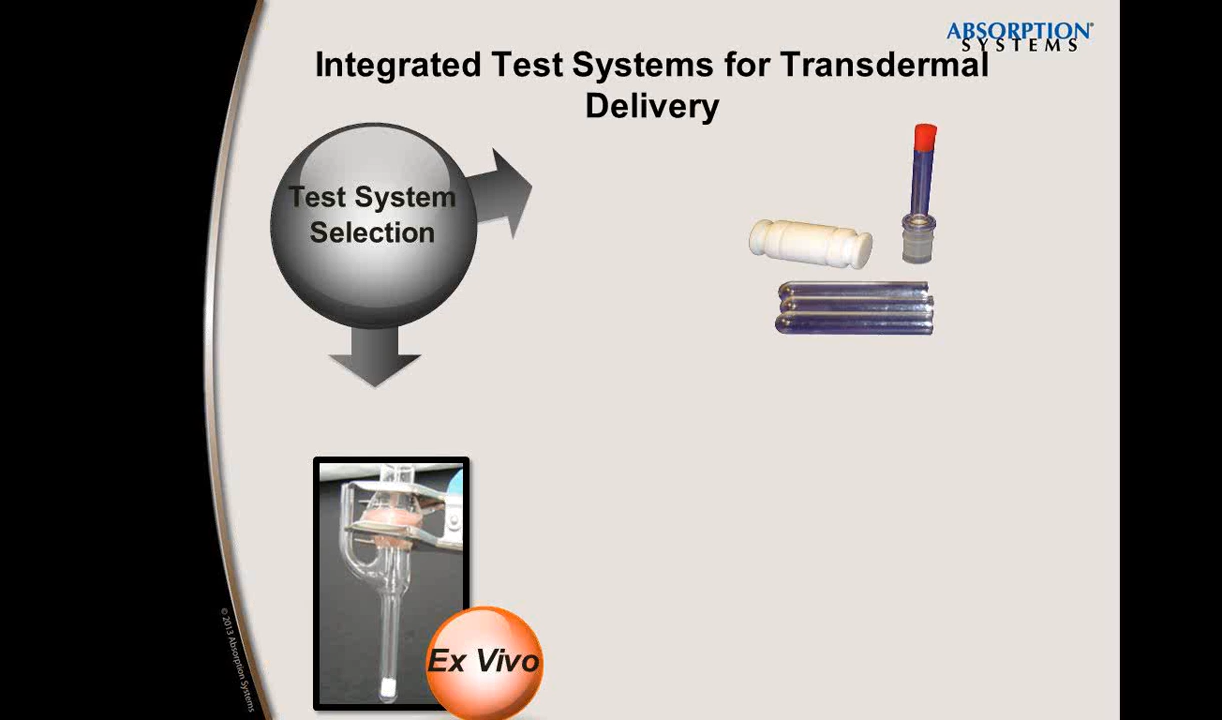 ABSORPTION®
SYSTEMS
Integrated Test Systems for Transdermal
Delivery
Test System
Selection
Ex Vivo
© 2013 Absorption Systems